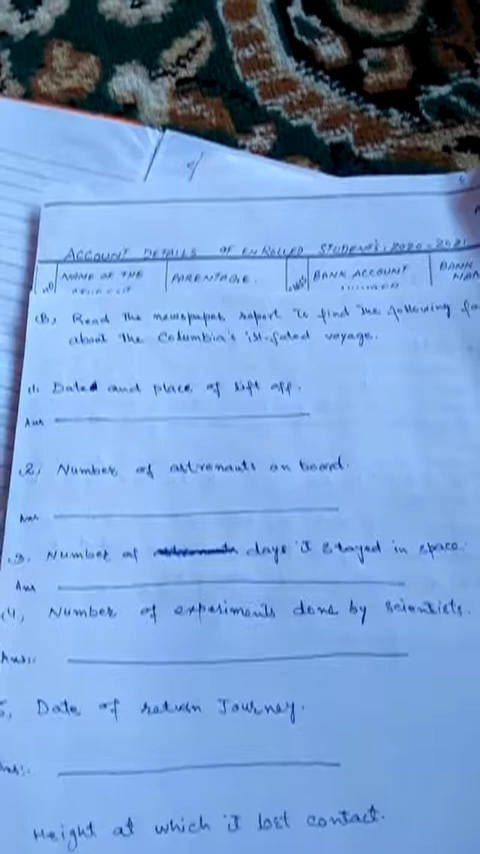 ACCOUNT DETAILS OF ENROLLED STUDENTS: 2020-2021
NAME OF THE PARENTAGE. BANK ACCOUNT BANK
(B), Read the newspaper report to find the following
about the Columbia's ill-fated voyage.
(1. Dated and place of lift off.
Ans
(2, Number of astronauts on board.
Ans
(3. Number of astronauts days it stayed in space.
Ans
(4, Number of experiments done by scientists.
Ans:.
5, Date of return Journey.
Ans:.
Height at which it lost contact.